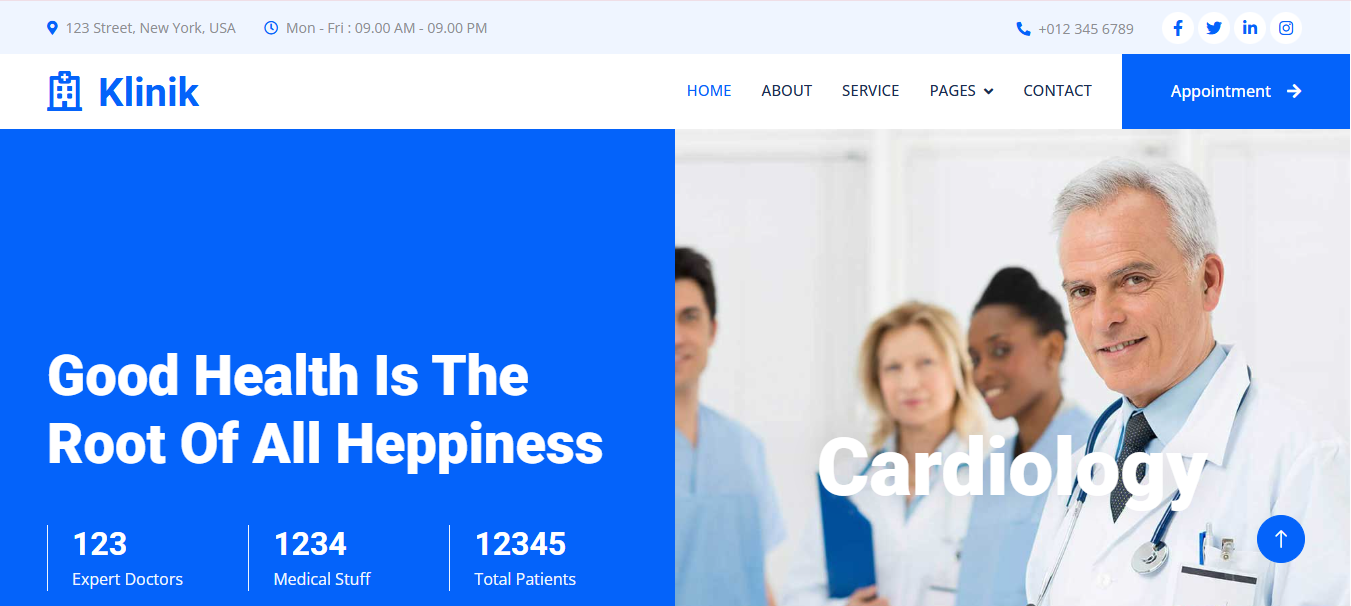 123 Street, New York, USA
Mon - Fri : 09.00 AM - 09.00 PM
+012 345 6789
Klinik
HOME
ABOUT
SERVICE
PAGES
CONTACT
Appointment
Good Health Is The
Root Of All Heppiness
Cardiology
123
Expert Doctors
1234
Medical Stuff
12345
Total Patients